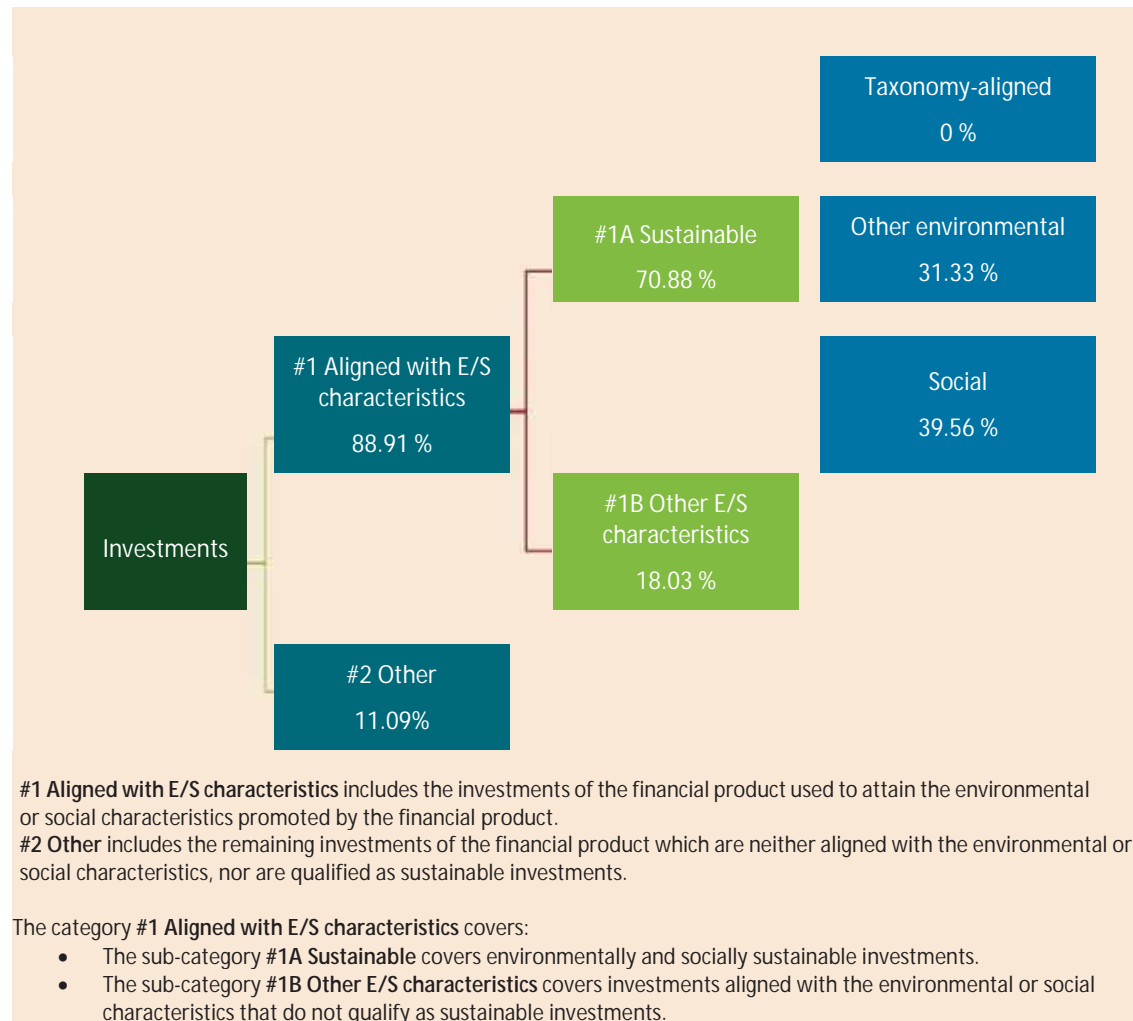 Taxonomy-aligned
0 %
#1A Sustainable
70.88 %
Other environmental
31.33 %
#1 Aligned with E/S
characteristics
88.91 %
Social
39.56 %
Investments
#1B Other E/S
characteristics
18.03 %
#2 Other
11.09%
#1 Aligned with E/S characteristics includes the investments of the financial product used to attain the environmental
or social characteristics promoted by the financial product.
#2 Other includes the remaining investments of the financial product which are neither aligned with the environmental or
social characteristics, nor are qualified as sustainable investments.
The category #1 Aligned with E/S characteristics covers:
• The sub-category #1A Sustainable covers environmentally and socially sustainable investments.
• The sub-category #1B Other E/S characteristics covers investments aligned with the environmental or social
characteristics that do not qualify as sustainable investments.